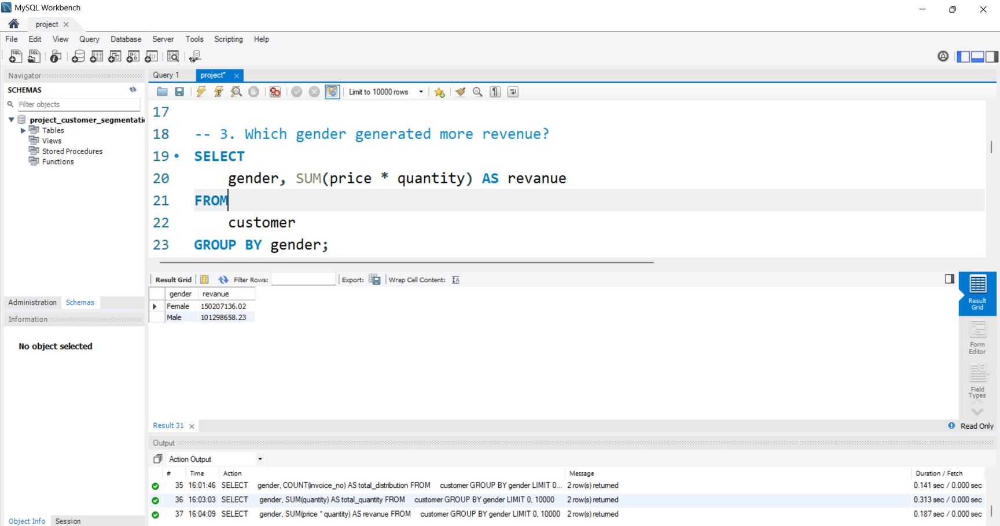 MySQL Workbench
project
File Edit View Query Database Server Tools Scripting Help
Navigator
SCHEMAS
Filter objects
project_customer_segmentati
Tables
Views
Stored Procedures
Functions
Administration Schemas
Information
No object selected
Object Info Session
Query 1 project*
Limit to 10000 rows
17
18 -- 3. Which gender generated more revenue?
19 SELECT
20 gender, SUM(price * quantity) AS revanue
21 FROM
22 customer
23 GROUP BY gender;
Result Grid Filter Rows: Export: Wrap Cell Content:
gender revanue
Female 150207136.02
Male 101298658.23
Result Grid
Form Editor
Field Types
Result 31
Read Only
Output
Action Output
# Time Action Message Duration / Fetch
35 16:01:46 SELECT gender, COUNT(invoice_no) AS total_distribution FROM customer GROUP BY gender LIMIT 0... 2 row(s) returned 0.141 sec / 0.000 sec
36 16:03:03 SELECT gender, SUM(quantity) AS total_quantity FROM customer GROUP BY gender LIMIT 0, 10000 2 row(s) returned 0.313 sec / 0.000 sec
37 16:04:09 SELECT gender, SUM(price * quantity) AS revanue FROM customer GROUP BY gender LIMIT 0, 10000 2 row(s) returned 0.187 sec / 0.000 sec